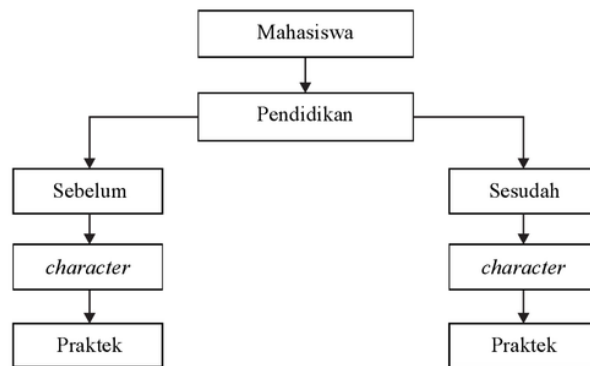 Mahasiswa
Pendidikan
Sebelum
Sesudah
character
character
Praktek
Praktek